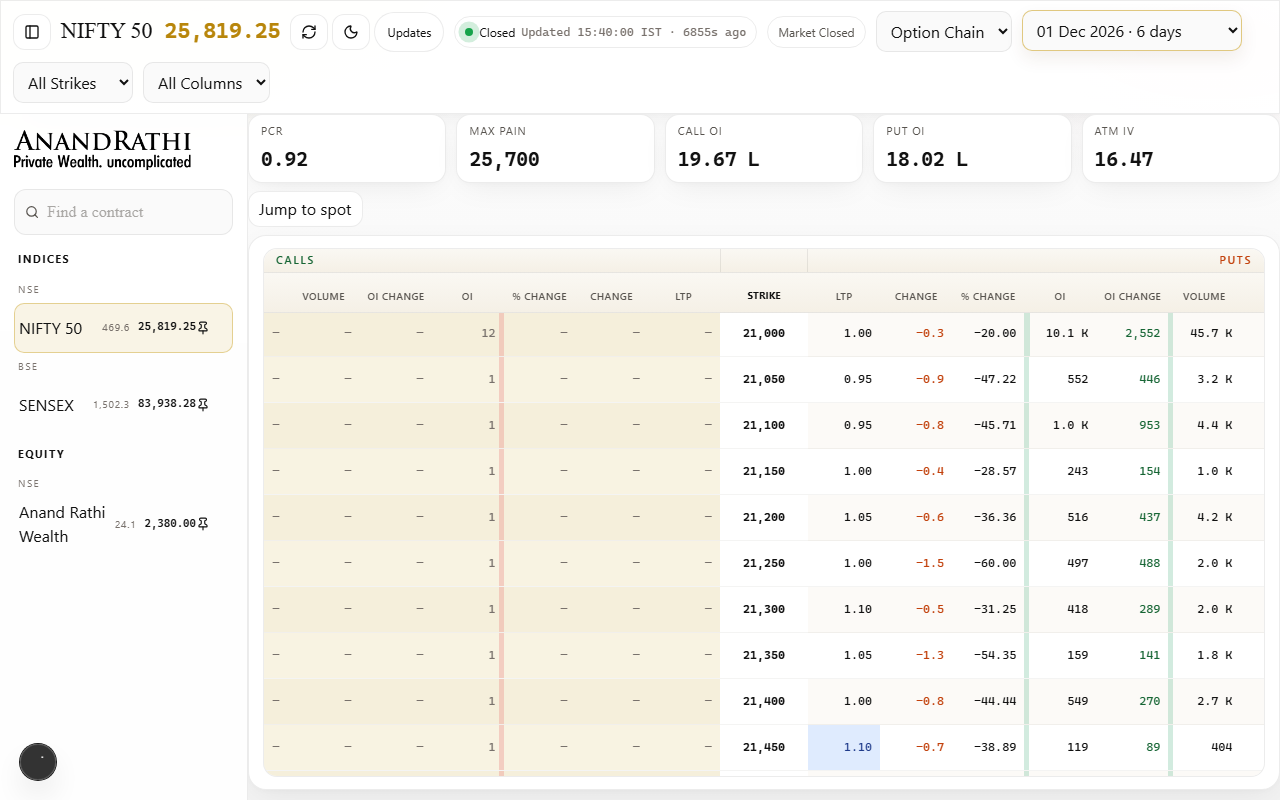 NIFTY 50 25,819.25 Updates Closed Updated 15:40:00 IST · 6855s ago Market Closed Option Chain 01 Dec 2026 · 6 days
All Strikes All Columns
ANANDRATHI
Private Wealth. uncomplicated
Find a contract
INDICES
NSE
NIFTY 50 469.6 25,819.25
BSE
SENSEX 1,502.3 83,938.28
EQUITY
NSE
Anand Rathi Wealth 24.1 2,380.00
PCR MAX PAIN CALL OI PUT OI ATM IV
0.92 25,700 19.67 L 18.02 L 16.47
Jump to spot
CALLS PUTS
VOLUME OI CHANGE OI % CHANGE CHANGE LTP STRIKE LTP CHANGE % CHANGE OI OI CHANGE VOLUME
— — — 12 — — — 21,000 1.00 −0.3 −20.00 10.1 K 2,552 45.7 K
— — — 1 — — — 21,050 0.95 −0.9 −47.22 552 446 3.2 K
— — — 1 — — — 21,100 0.95 −0.8 −45.71 1.0 K 953 4.4 K
— — — 1 — — — 21,150 1.00 −0.4 −28.57 243 154 1.0 K
— — — 1 — — — 21,200 1.05 −0.6 −36.36 516 437 4.2 K
— — — 1 — — — 21,250 1.00 −1.5 −60.00 497 488 2.0 K
— — — 1 — — — 21,300 1.10 −0.5 −31.25 418 289 2.0 K
— — — 1 — — — 21,350 1.05 −1.3 −54.35 159 141 1.8 K
— — — 1 — — — 21,400 1.00 −0.8 −44.44 549 270 2.7 K
— — — 1 — — — 21,450 1.10 −0.7 −38.89 119 89 404